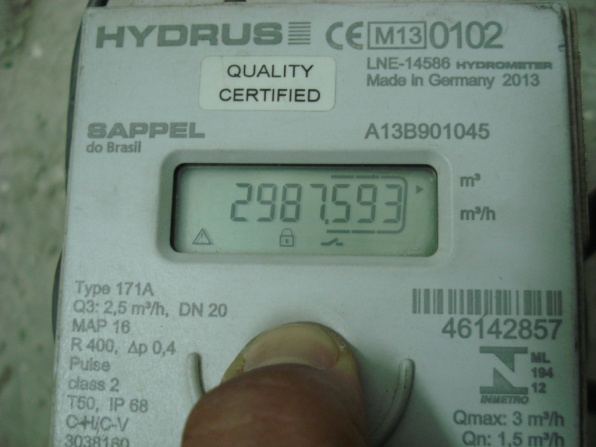 HYDRUS CE M13 0102
LNE-14586 HYDROMETER
Made in Germany 2013
QUALITY
CERTIFIED
SAPPEL
do Brasil
A13B901045
2987,593
m³
m³/h
Type 171A
Q3: 2,5 m³/h, DN 20
MAP 16
R 400, Δp 0,4
Pulse
class 2
T50, IP 68
C-H/C-V
3038160
46142857
INMETRO
ML
194
12
Qmax: 3 m³/h
Qn: 1,5 m³/h